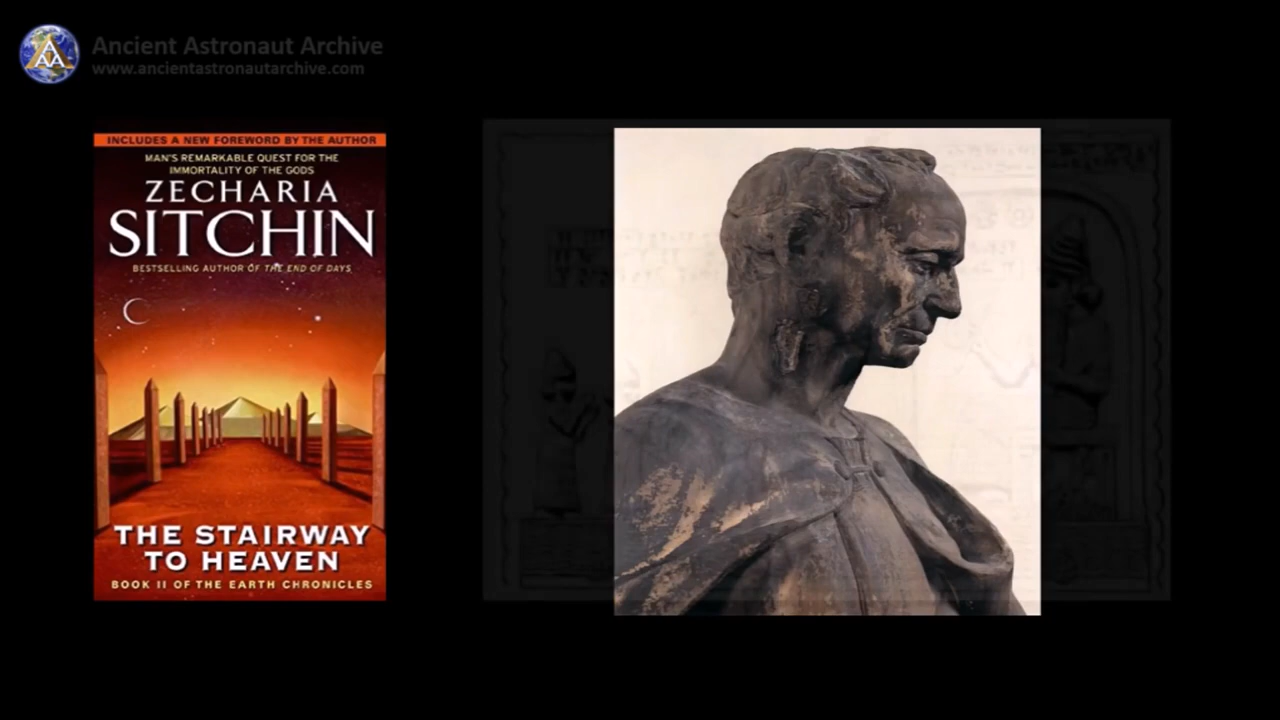 AAA
Ancient Astronaut Archive
www.ancientastronautarchive.com
INCLUDES A NEW FOREWORD BY THE AUTHOR
MAN'S REMARKABLE QUEST FOR THE
IMMORTALITY OF THE GODS
ZECHARIA
SITCHIN
BESTSELLING AUTHOR OF THE END OF DAYS
THE STAIRWAY
TO HEAVEN
BOOK II OF THE EARTH CHRONICLES